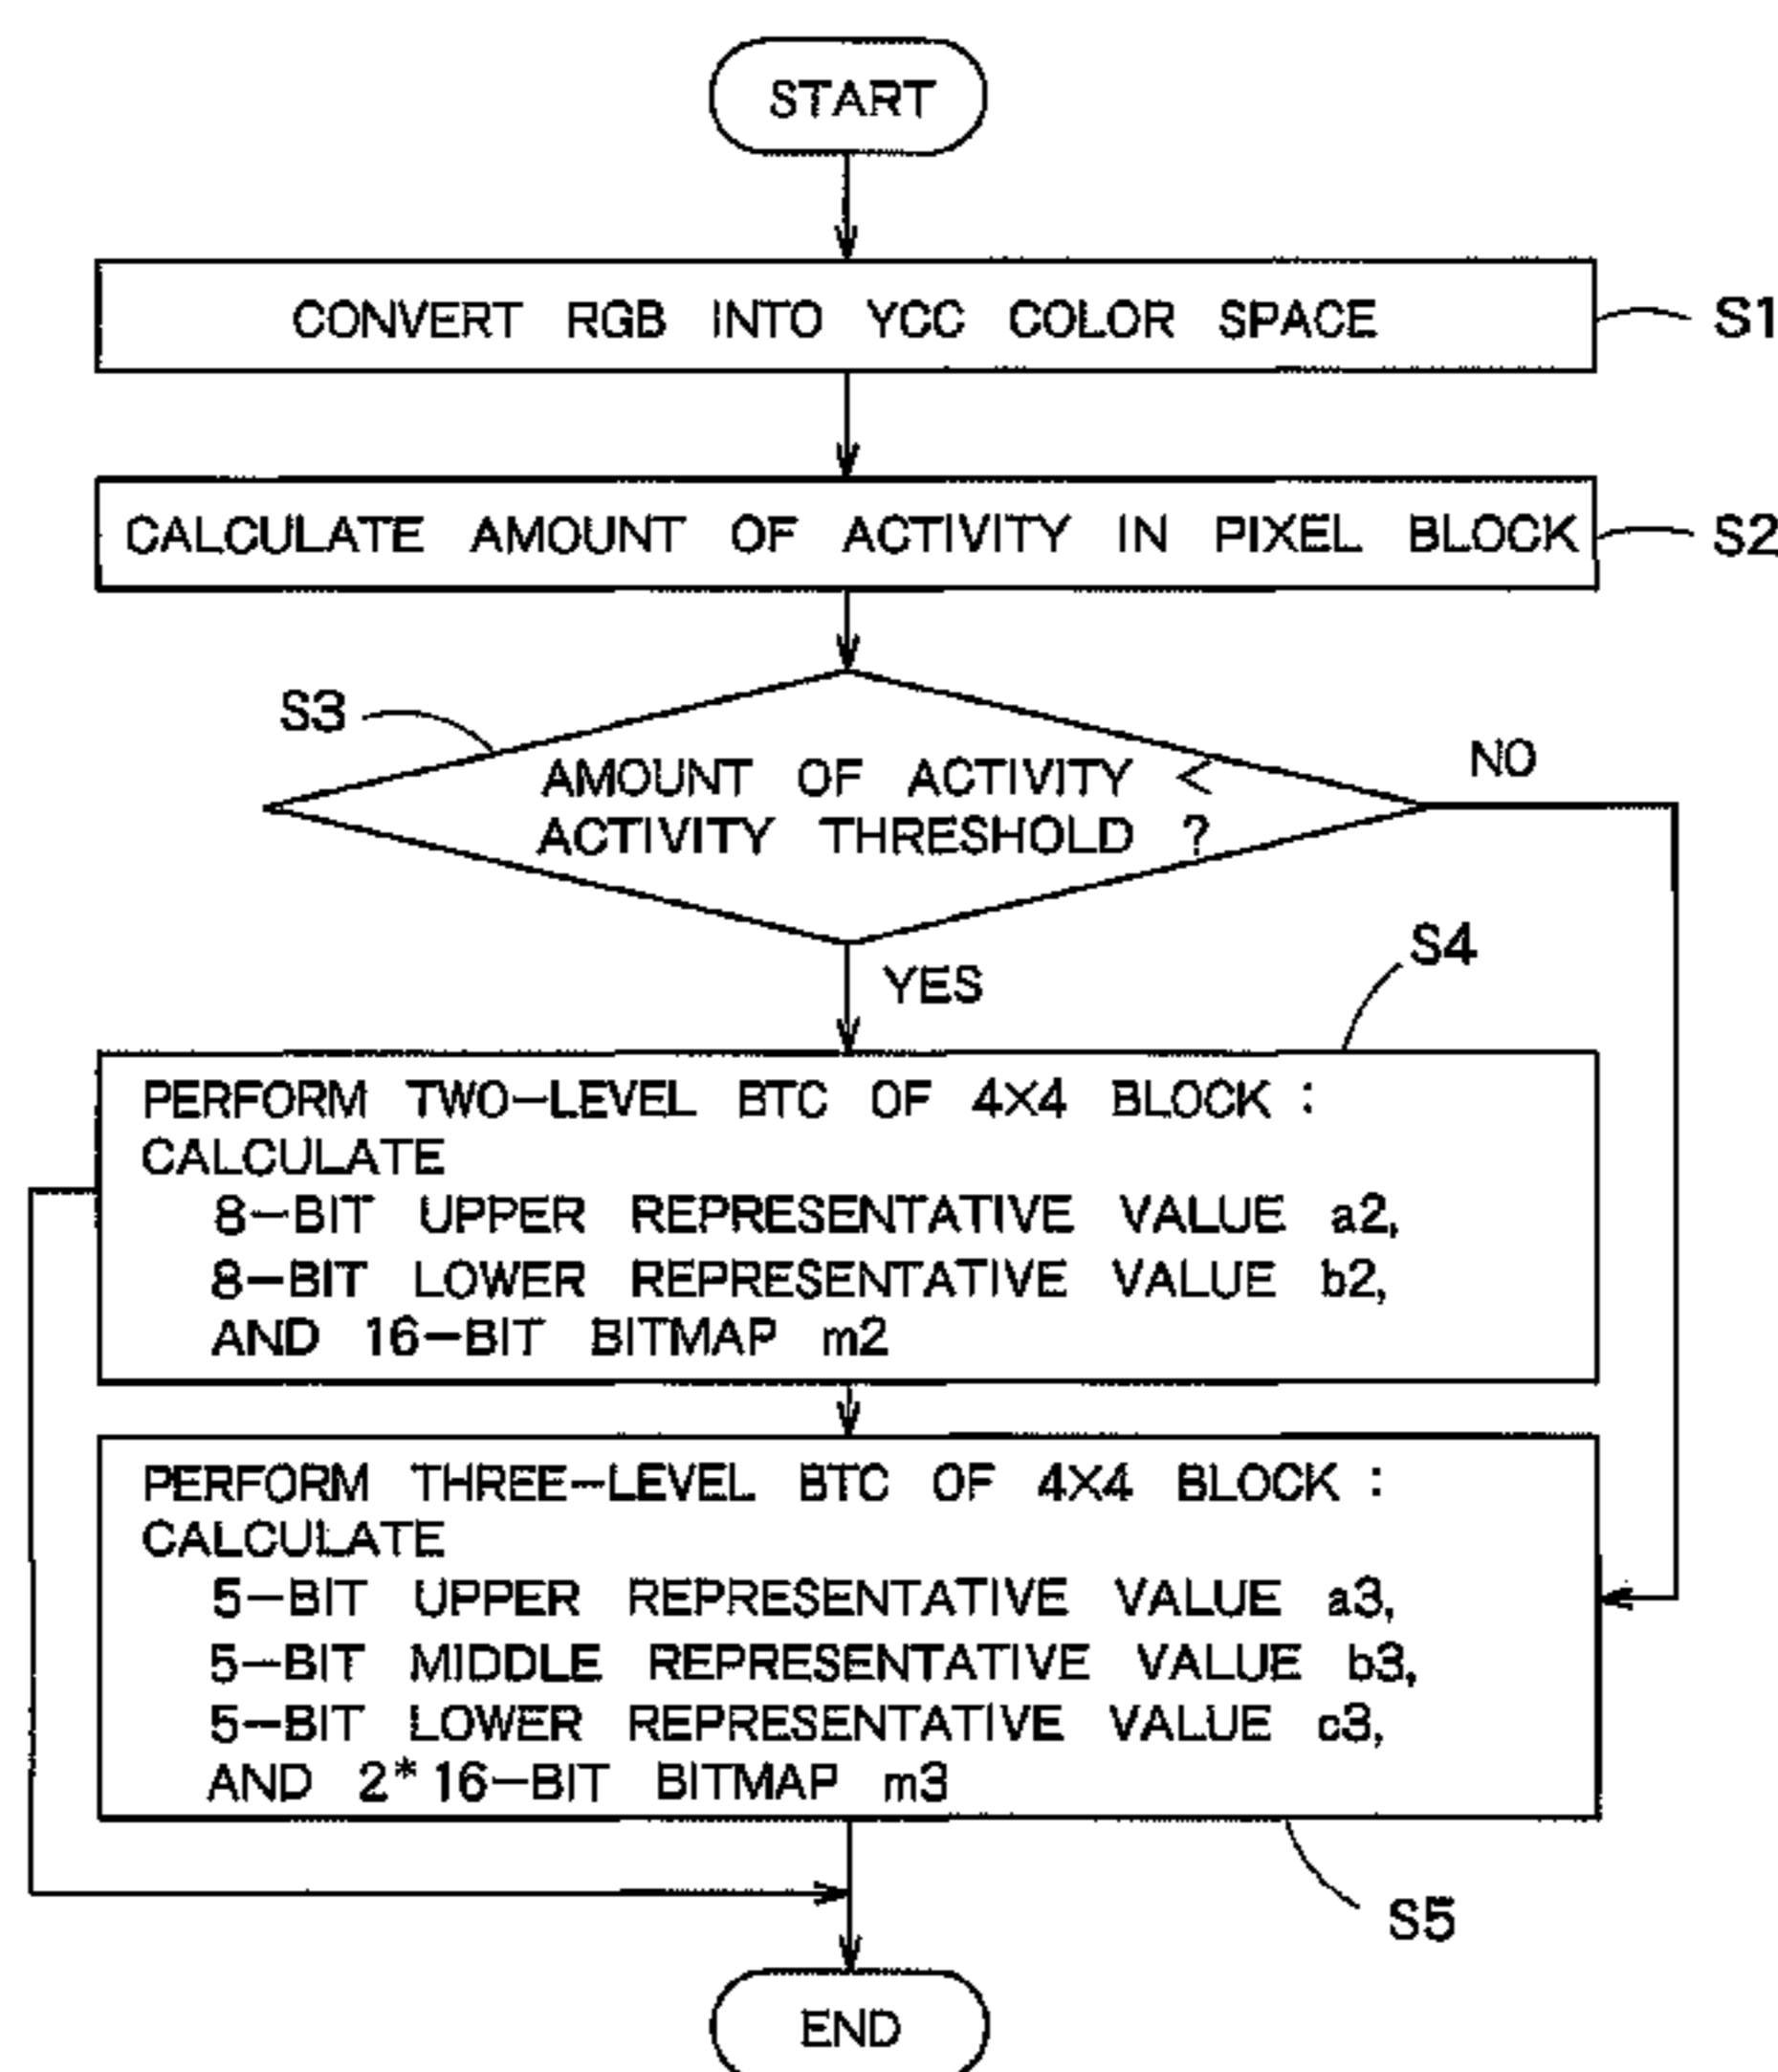 START
CONVERT RGB INTO YCC COLOR SPACE
S1
CALCULATE AMOUNT OF ACTIVITY IN PIXEL BLOCK
S2
S3
AMOUNT OF ACTIVITY <
ACTIVITY THRESHOLD ?
NO
YES
S4
PERFORM TWO-LEVEL BTC OF 4×4 BLOCK :
CALCULATE
8-BIT UPPER REPRESENTATIVE VALUE a2,
8-BIT LOWER REPRESENTATIVE VALUE b2,
AND 16-BIT BITMAP m2
PERFORM THREE-LEVEL BTC OF 4×4 BLOCK :
CALCULATE
5-BIT UPPER REPRESENTATIVE VALUE a3,
5-BIT MIDDLE REPRESENTATIVE VALUE b3,
5-BIT LOWER REPRESENTATIVE VALUE c3,
AND 2*16-BIT BITMAP m3
S5
END